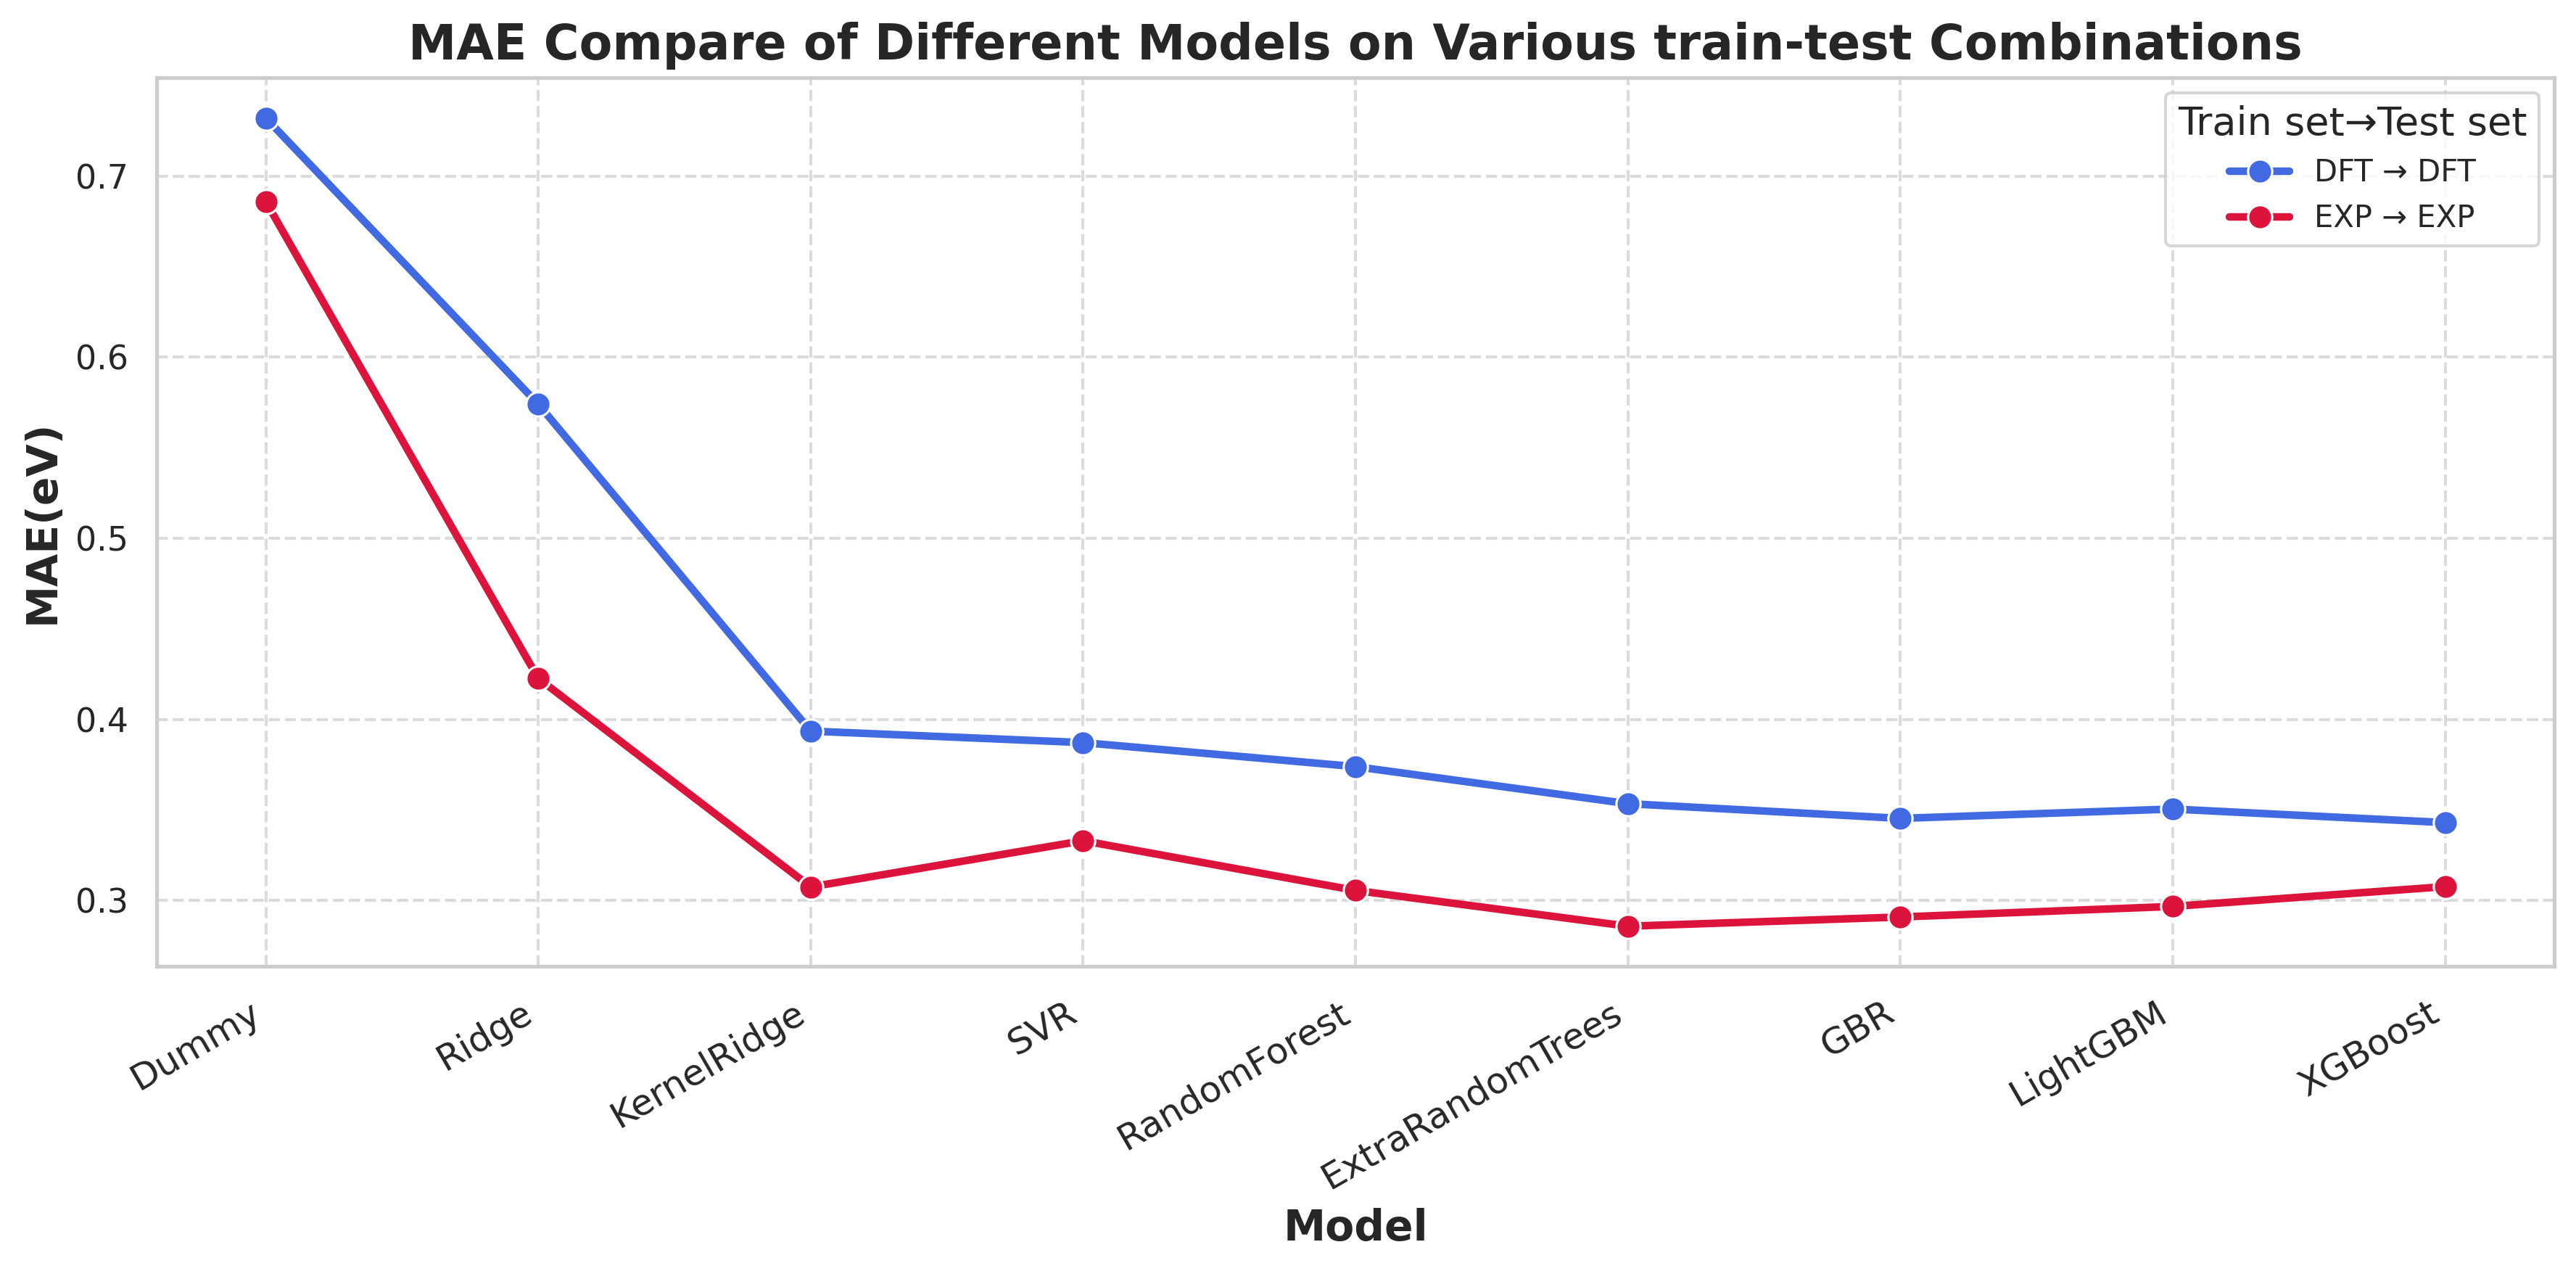 MAE Compare of Different Models on Various train-test Combinations
Train set→Test set
DFT → DFT
EXP → EXP
MAE(eV)
0.7
0.6
0.5
0.4
0.3
Dummy
Ridge
KernelRidge
SVR
RandomForest
ExtraRandomTrees
GBR
LightGBM
XGBoost
Model